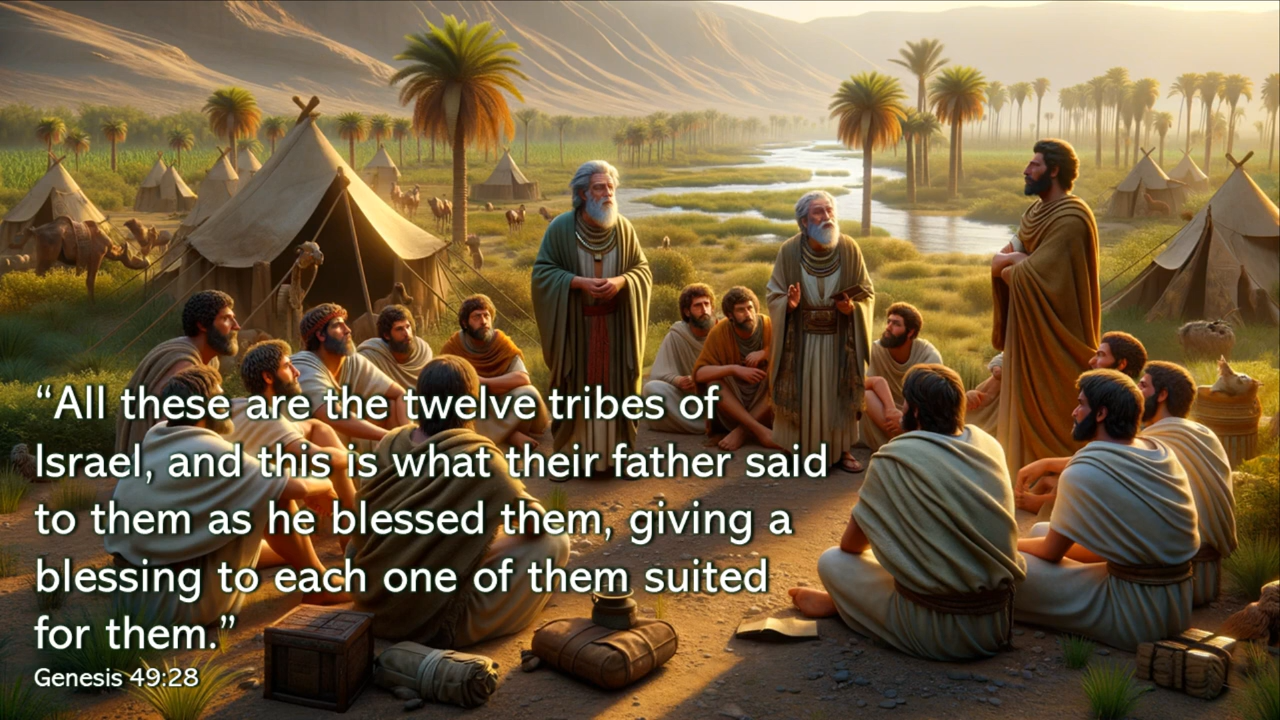 “All these are the twelve tribes of
Israel, and this is what their father said
to them as he blessed them, giving a
blessing to each one of them suited
for them.”
Genesis 49:28